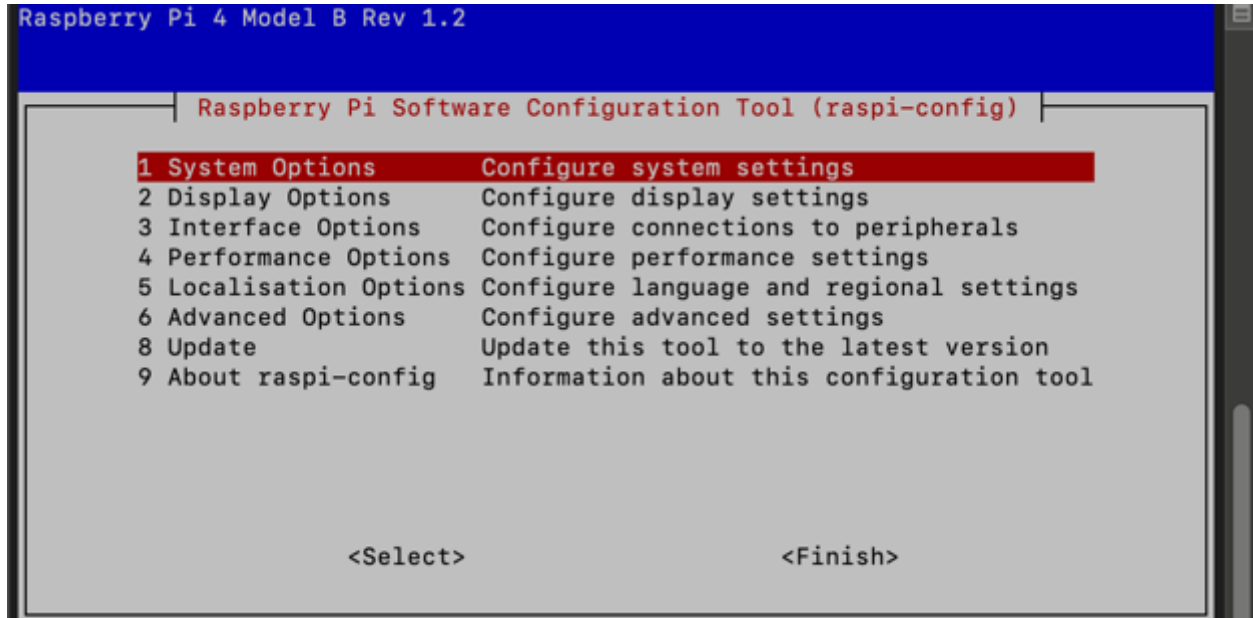 Raspberry Pi 4 Model B Rev 1.2
Raspberry Pi Software Configuration Tool (raspi-config)
1 System Options Configure system settings
2 Display Options Configure display settings
3 Interface Options Configure connections to peripherals
4 Performance Options Configure performance settings
5 Localisation Options Configure language and regional settings
6 Advanced Options Configure advanced settings
8 Update Update this tool to the latest version
9 About raspi-config Information about this configuration tool
<Select> <Finish>